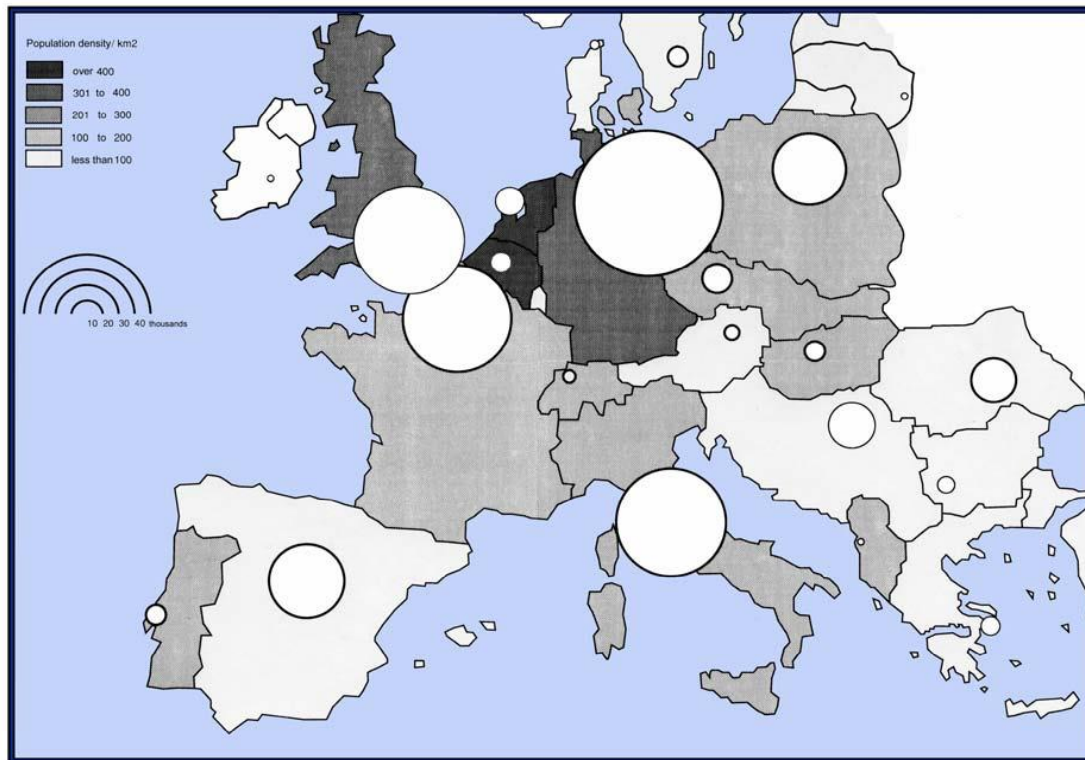 Population density/ km2
over 400
301 to 400
201 to 300
100 to 200
less than 100
10 20 30 40 thousands